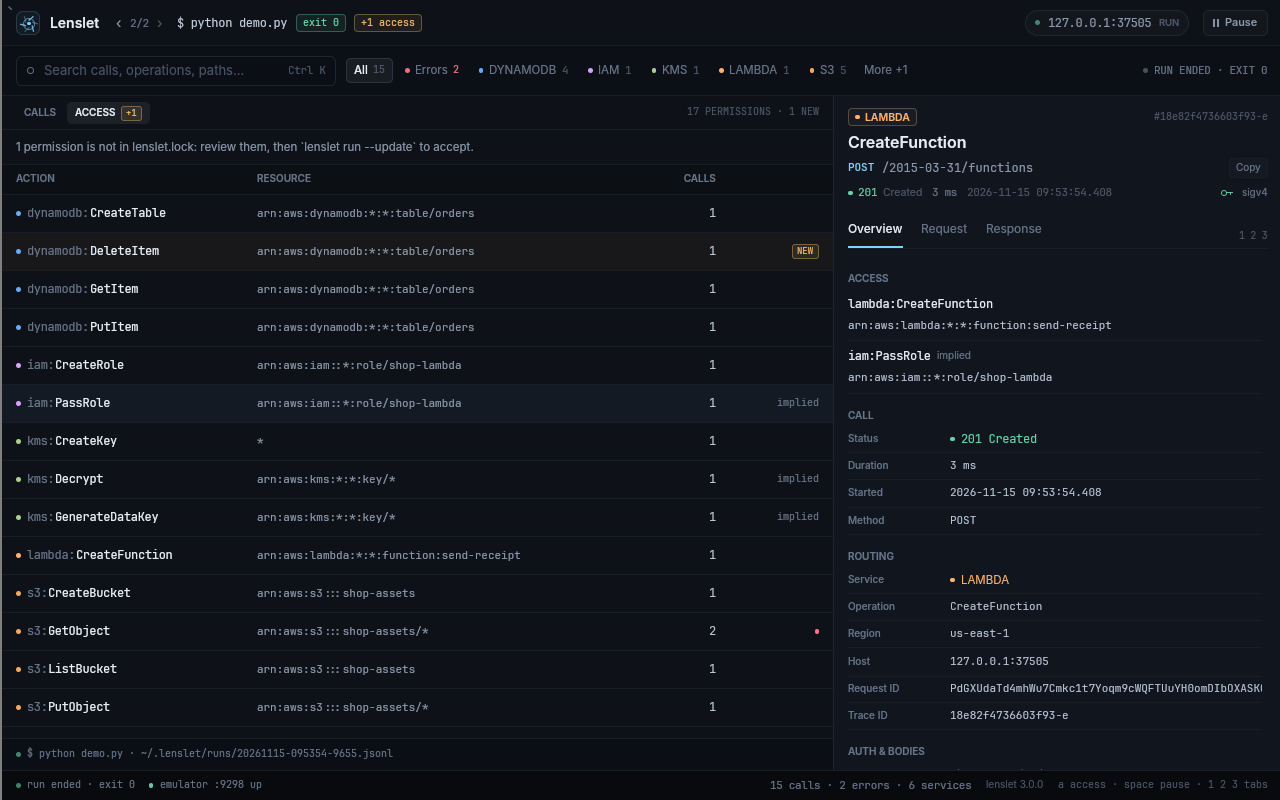 Lenslet ‹ 2/2 › $ python demo.py exit 0 +1 access 127.0.0.1:37505 RUN Pause
Search calls, operations, paths... Ctrl K All 15 Errors 2 DYNAMODB 4 IAM 1 KMS 1 LAMBDA 1 S3 5 More +1 RUN ENDED · EXIT 0
CALLS ACCESS +1 17 PERMISSIONS · 1 NEW
1 permission is not in lenslet.lock: review them, then `lenslet run --update` to accept.
ACTION RESOURCE CALLS
dynamodb:CreateTable arn:aws:dynamodb:*:*:table/orders 1
dynamodb:DeleteItem arn:aws:dynamodb:*:*:table/orders 1 NEW
dynamodb:GetItem arn:aws:dynamodb:*:*:table/orders 1
dynamodb:PutItem arn:aws:dynamodb:*:*:table/orders 1
iam:CreateRole arn:aws:iam::*:role/shop-lambda 1
iam:PassRole arn:aws:iam::*:role/shop-lambda 1 implied
kms:CreateKey * 1
kms:Decrypt arn:aws:kms:*:*:key/* 1 implied
kms:GenerateDataKey arn:aws:kms:*:*:key/* 1 implied
lambda:CreateFunction arn:aws:lambda:*:*:function:send-receipt 1
s3:CreateBucket arn:aws:s3:::shop-assets 1
s3:GetObject arn:aws:s3:::shop-assets/* 2
s3:ListBucket arn:aws:s3:::shop-assets 1
s3:PutObject arn:aws:s3:::shop-assets/* 1
$ python demo.py · ~/.lenslet/runs/20261115-095354-9655.jsonl
LAMBDA #18e82f4736603f93-e
CreateFunction
POST /2015-03-31/functions Copy
201 Created 3 ms 2026-11-15 09:53:54.408 sigv4
Overview Request Response 1 2 3
ACCESS
lambda:CreateFunction
arn:aws:lambda:*:*:function:send-receipt
iam:PassRole implied
arn:aws:iam::*:role/shop-lambda
CALL
Status 201 Created
Duration 3 ms
Started 2026-11-15 09:53:54.408
Method POST
ROUTING
Service LAMBDA
Operation CreateFunction
Region us-east-1
Host 127.0.0.1:37505
Request ID
Trace ID 18e82f4736603f93-e
AUTH & BODIES
run ended · exit 0 emulator :9298 up 15 calls · 2 errors · 6 services lenslet 3.0.0 a access · space pause · 1 2 3 tabs